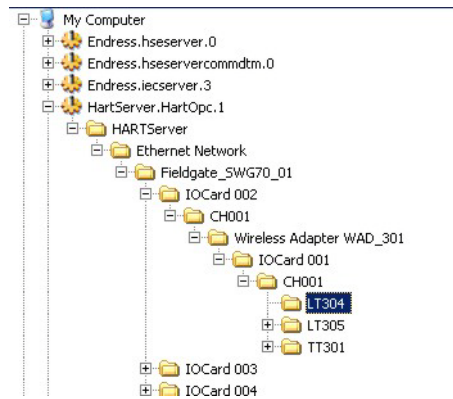 My Computer
Endress.hseserver.0
Endress.hseservercommdtm.0
Endress.iecserver.3
HartServer.HartOpc.1
HARTServer
Ethernet Network
Fieldgate_SWG70_01
IOCard 002
CH001
Wireless Adapter WAD_301
IOCard 001
CH001
LT304
LT305
TT301
IOCard 003
IOCard 004